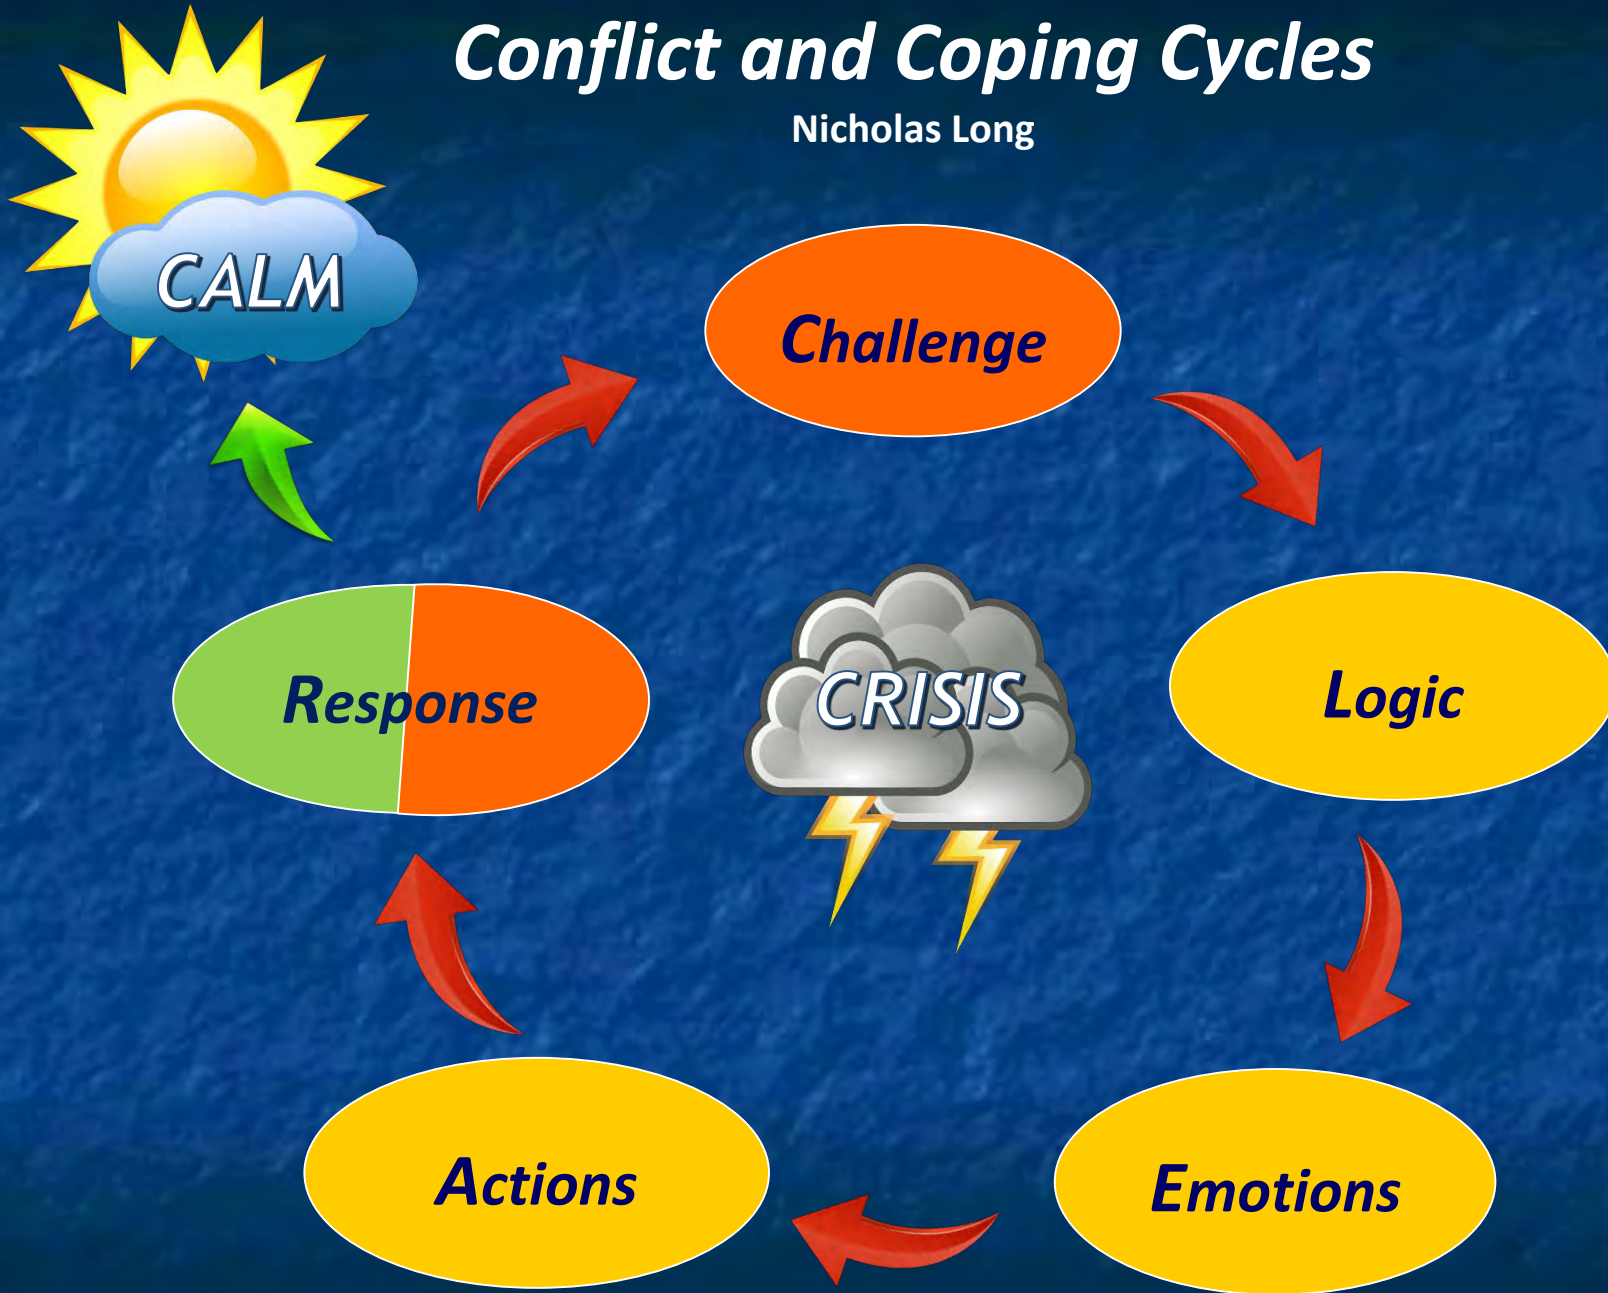 Conflict and Coping Cycles
Nicholas Long
CALM
Challenge
Logic
CRISIS
Response
Emotions
Actions